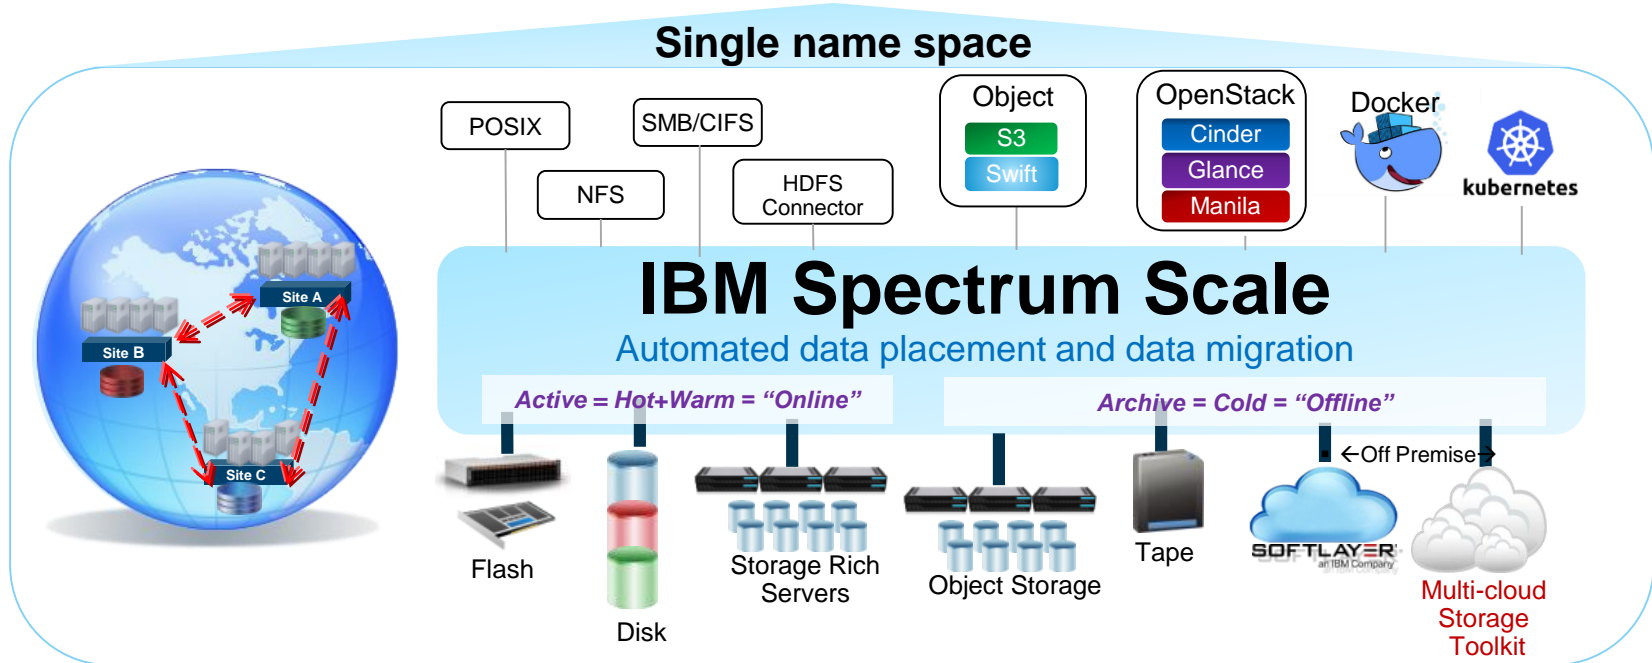 Single name space
POSIX
NFS
SMB/CIFS
HDFS
Connector
Object
S3
Swift
OpenStack
Cinder
Glance
Manila
Docker
kubernetes
Site A
Site B
Site C
IBM Spectrum Scale
Automated data placement and data migration
Active = Hot+Warm = “Online”
Archive = Cold = “Offline”
▪ ←Off Premise→
Flash
Disk
Storage Rich
Servers
Object Storage
Tape
SOFTLAYER
an IBM Company
Multi-cloud
Storage
Toolkit